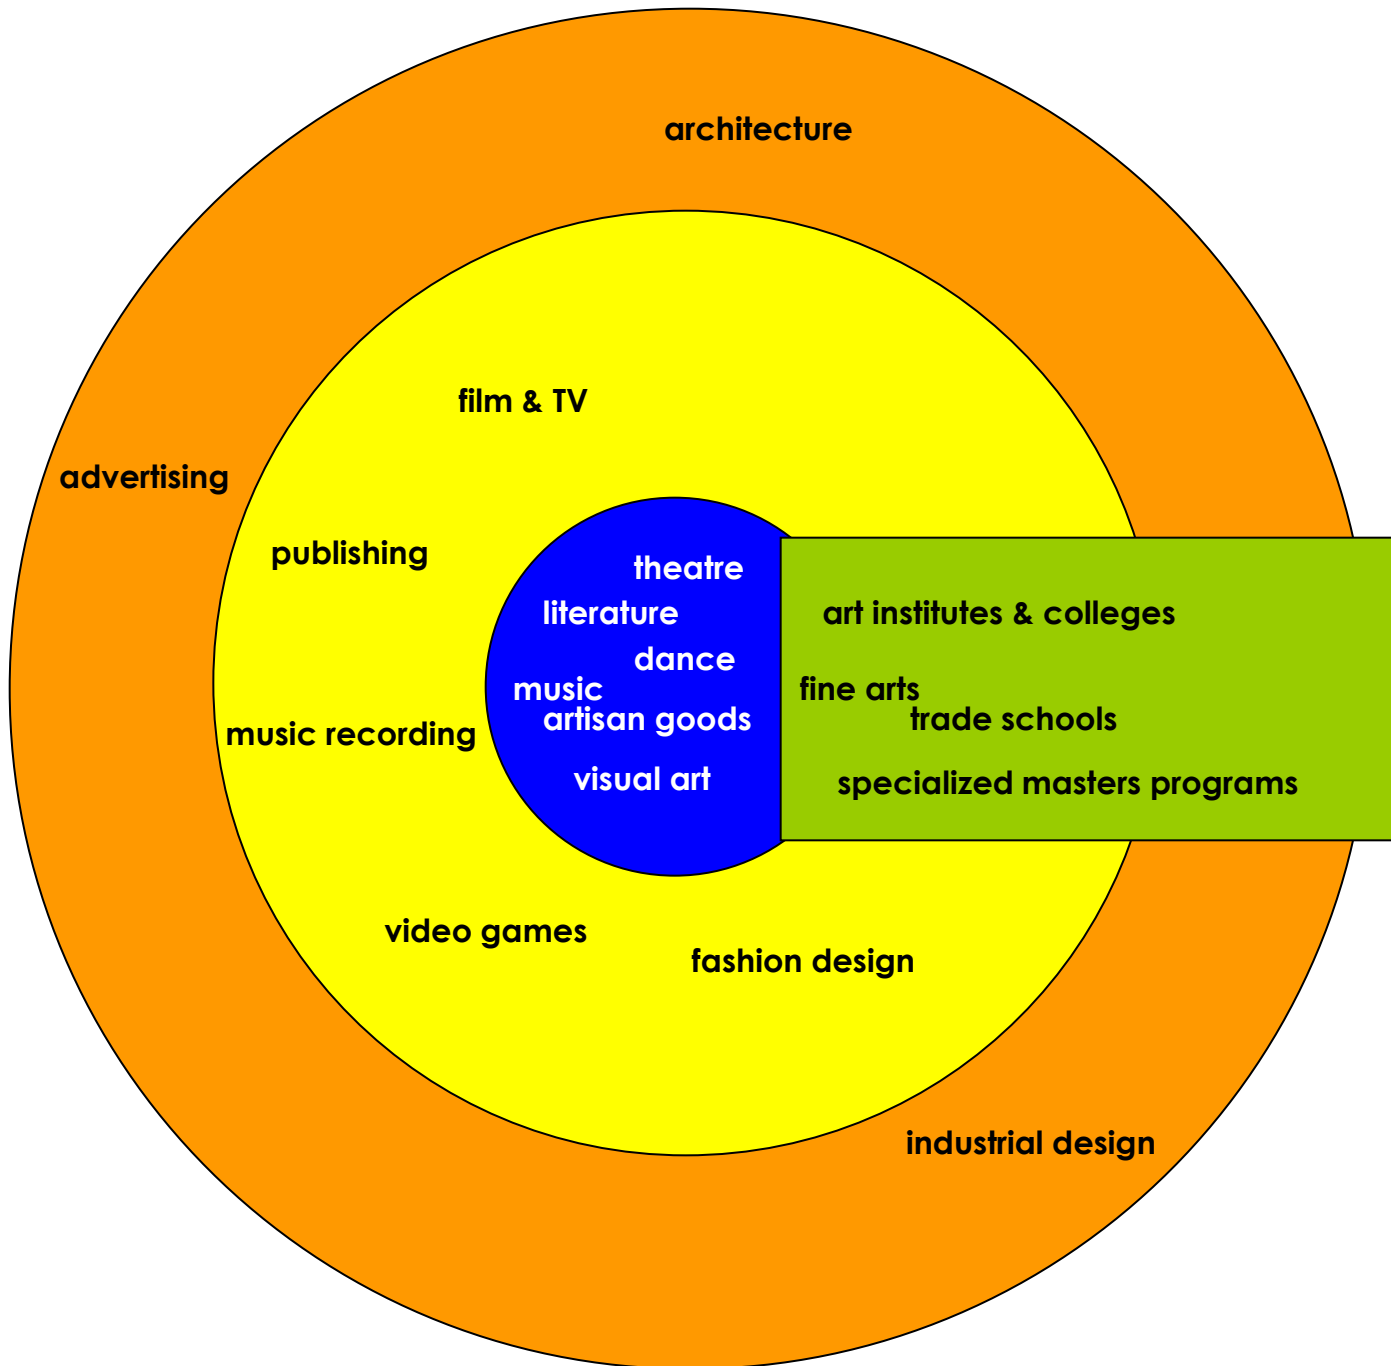 architecture
film & TV
advertising
publishing
theatre
literature
art institutes & colleges
dance
music
fine arts
artisan goods
trade schools
music recording
visual art
specialized masters programs
video games
fashion design
industrial design